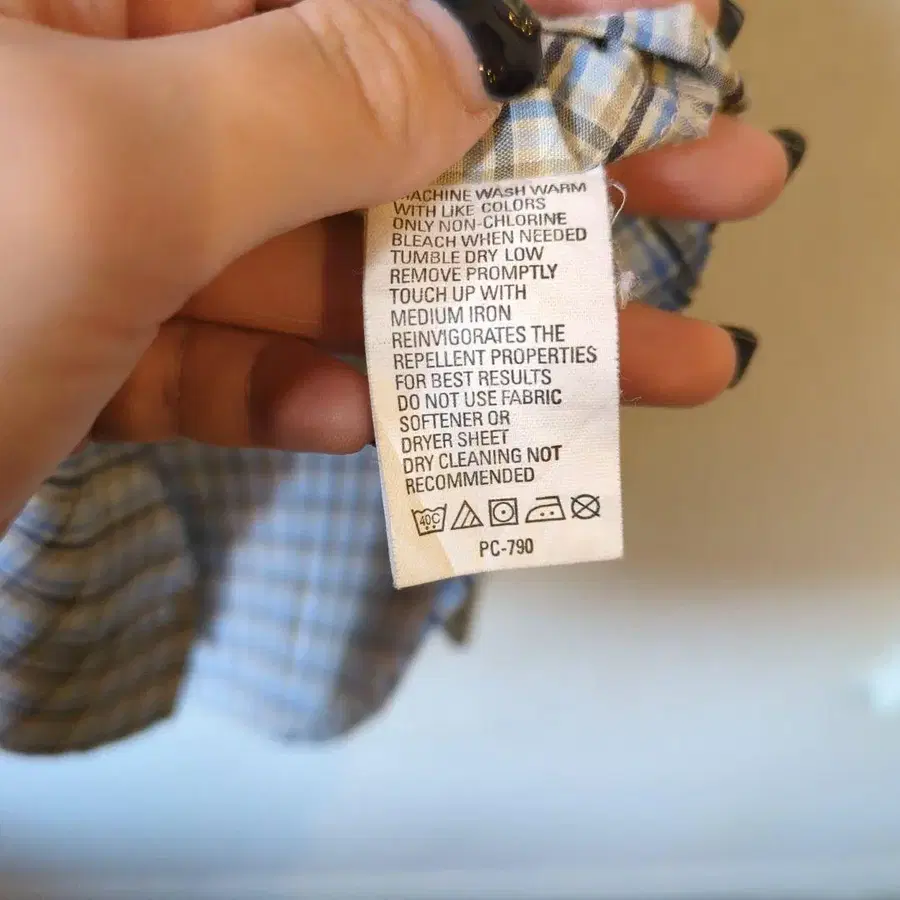 MACHINE WASH WARM
WITH LIKE COLORS
ONLY NON-CHLORINE
BLEACH WHEN NEEDED
TUMBLE DRY LOW
REMOVE PROMPTLY
TOUCH UP WITH
MEDIUM IRON
REINVIGORATES THE
REPELLENT PROPERTIES
FOR BEST RESULTS
DO NOT USE FABRIC
SOFTENER OR
DRYER SHEET
DRY CLEANING NOT
RECOMMENDED
40C
PC-790